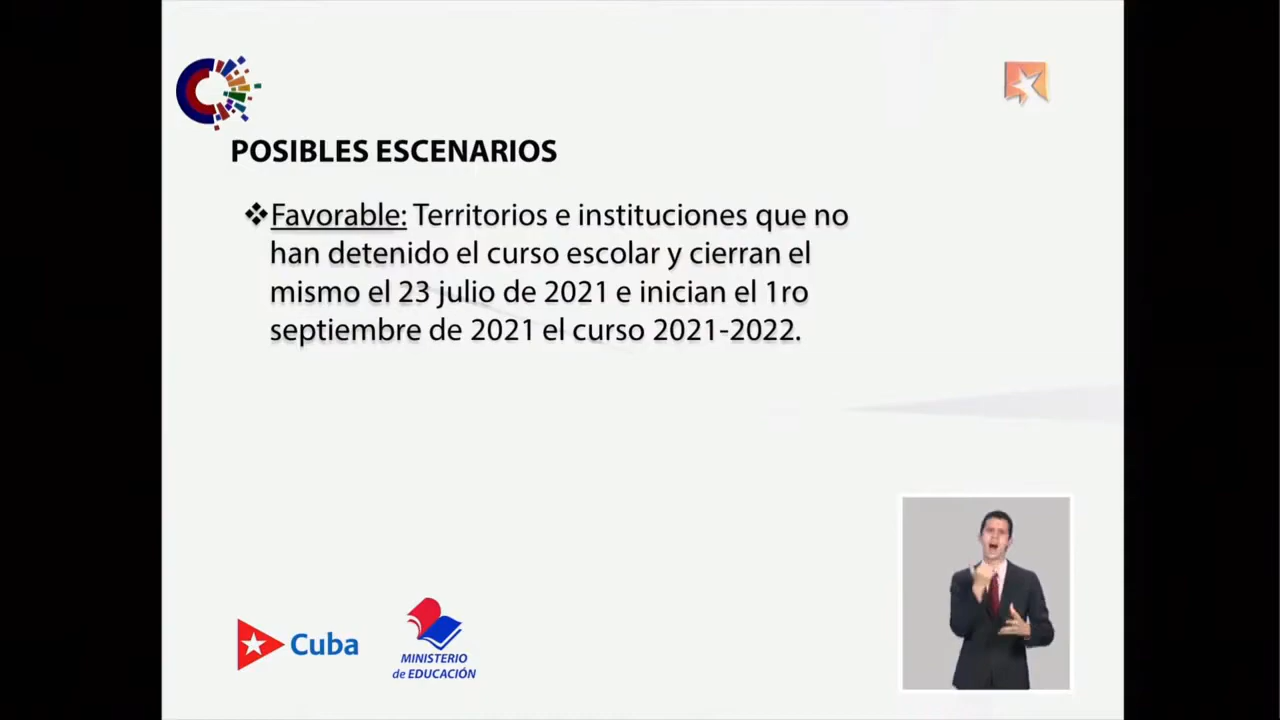 POSIBLES ESCENARIOS
❖Favorable: Territorios e instituciones que no
han detenido el curso escolar y cierran el
mismo el 23 julio de 2021 e inician el 1ro
septiembre de 2021 el curso 2021-2022.
Cuba
MINISTERIO
de EDUCACIÓN